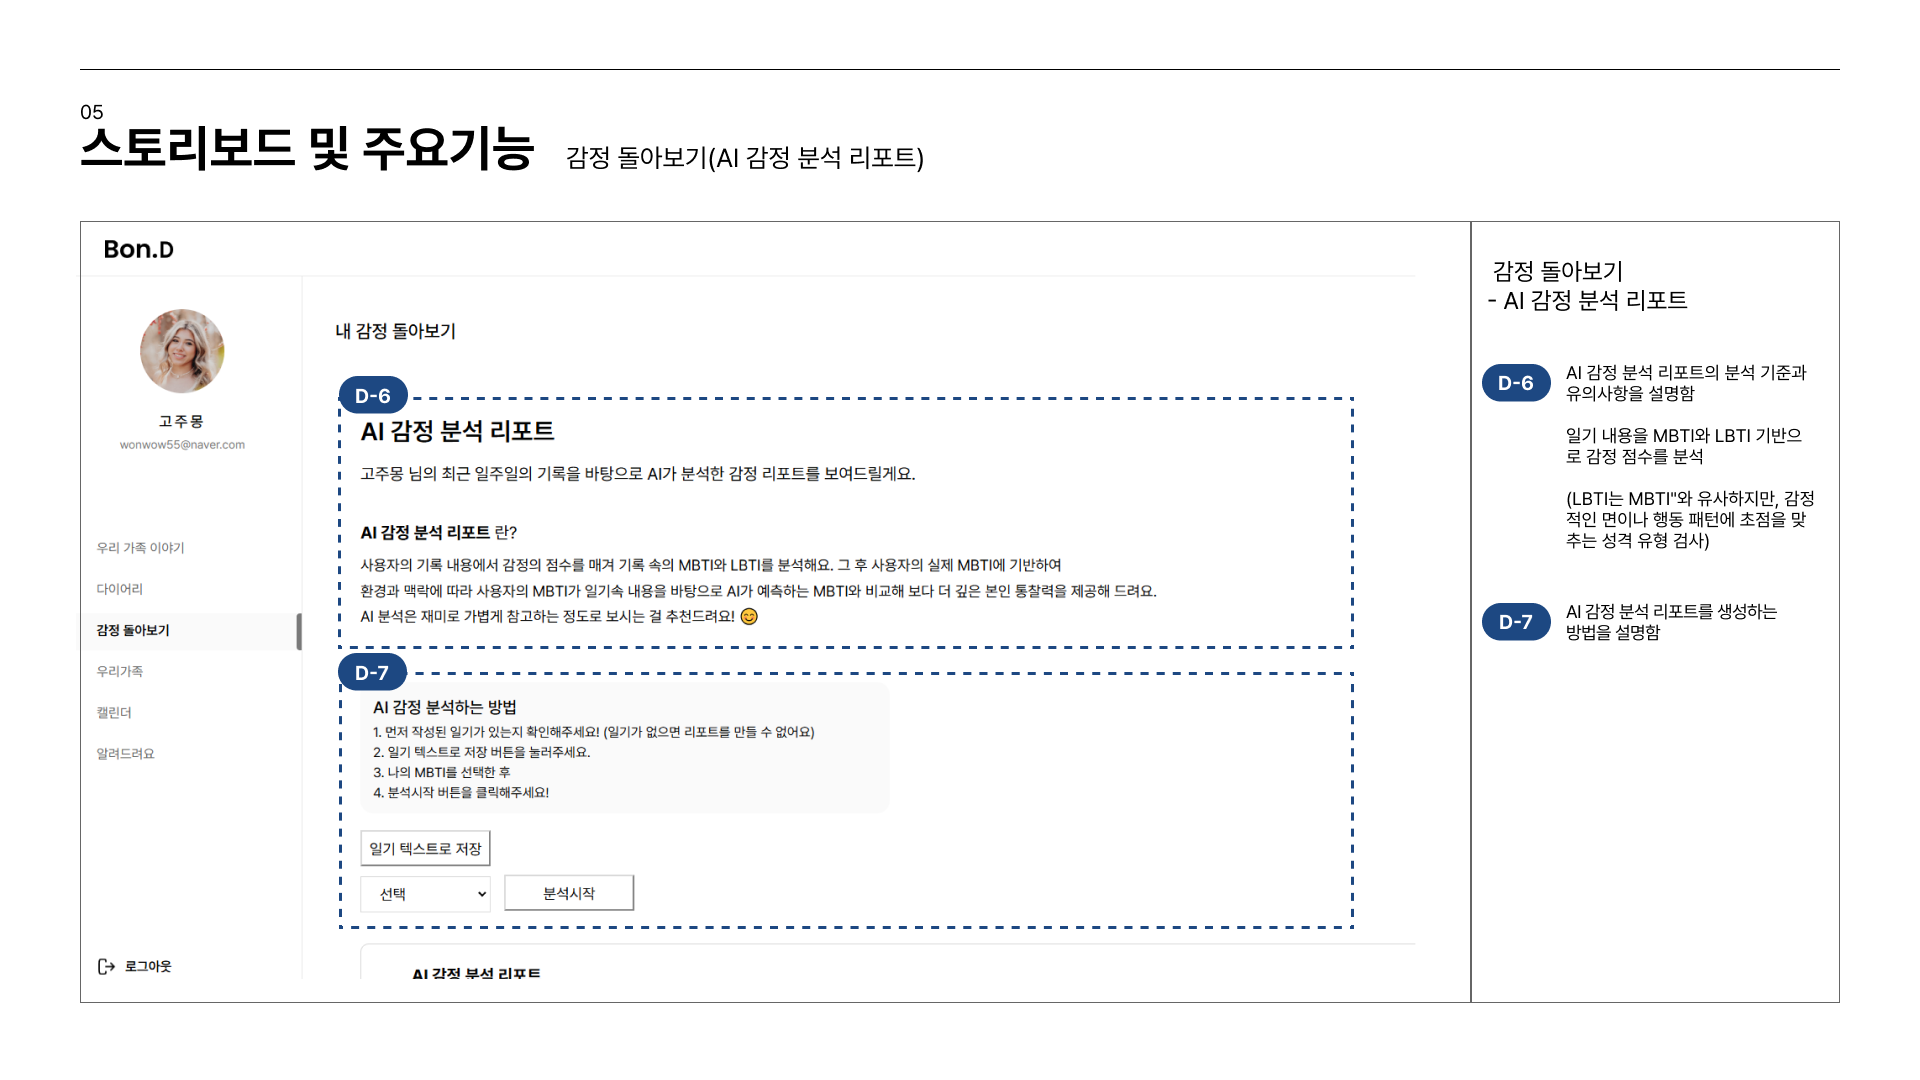 05
스토리보드 및 주요기능 감정 돌아보기(AI 감정 분석 리포트)
Bon.D
고주몽
wonwow55@naver.com
우리 가족 이야기
다이어리
감정 돌아보기
우리가족
캘린더
알려드려요
로그아웃
내 감정 돌아보기
D-6
AI 감정 분석 리포트
고주몽 님의 최근 일주일의 기록을 바탕으로 AI가 분석한 감정 리포트를 보여드릴게요.
AI 감정 분석 리포트 란?
사용자의 기록 내용에서 감정의 점수를 매겨 기록 속의 MBTI와 LBTI를 분석해요. 그 후 사용자의 실제 MBTI에 기반하여
환경과 맥락에 따라 사용자의 MBTI가 일기속 내용을 바탕으로 AI가 예측하는 MBTI와 비교해 보다 더 깊은 본인 통찰력을 제공해 드려요.
AI 분석은 재미로 가볍게 참고하는 정도로 보시는 걸 추천드려요! 😊
D-7
AI 감정 분석하는 방법
1. 먼저 작성된 일기가 있는지 확인해주세요! (일기가 없으면 리포트를 만들 수 없어요)
2. 일기 텍스트로 저장 버튼을 눌러주세요.
3. 나의 MBTI를 선택한 후
4. 분석시작 버튼을 클릭해주세요!
일기 텍스트로 저장
선택
분석시작
AI 감정 분석 리포트
감정 돌아보기
- AI 감정 분석 리포트
D-6
AI 감정 분석 리포트의 분석 기준과
유의사항을 설명함
일기 내용을 MBTI와 LBTI 기반으
로 감정 점수를 분석
(LBTI는 MBTI"와 유사하지만, 감정
적인 면이나 행동 패턴에 초점을 맞
추는 성격 유형 검사)
D-7
AI 감정 분석 리포트를 생성하는
방법을 설명함